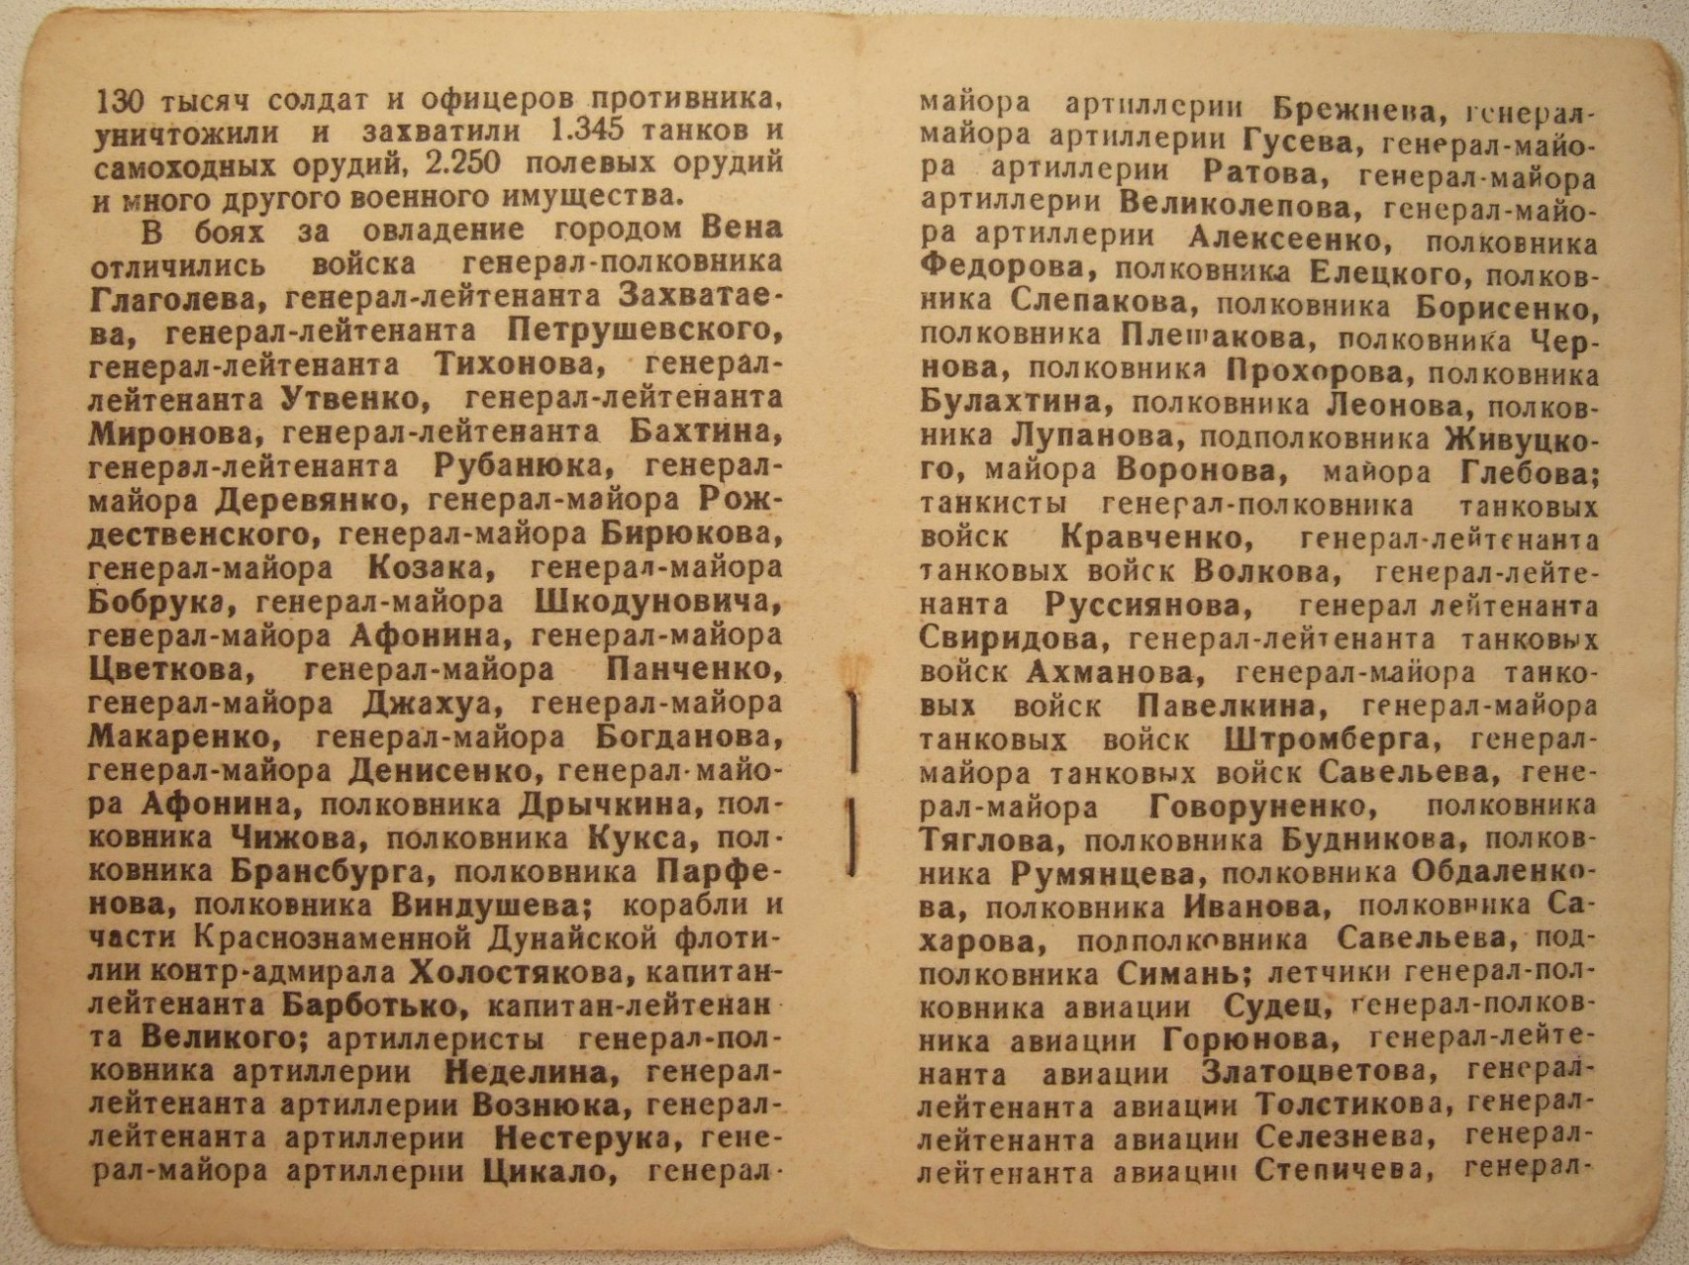 130 тысяч солдат и офицеров противника,
уничтожили и захватили 1.345 танков и
самоходных орудий, 2.250 полевых орудий
и много другого военного имущества.
В боях за овладение городом Вена
отличились войска генерал-полковника
Глаголева, генерал-лейтенанта Захватае-
ва, генерал-лейтенанта Петрушевского,
генерал-лейтенанта Тихонова, генерал-
лейтенанта Утвенко, генерал-лейтенанта
Миронова, генерал-лейтенанта Бахтина,
генерал-лейтенанта Рубанюка, генерал-
майора Деревянко, генерал-майора Рож-
дественского, генерал-майора Бирюкова,
генерал-майора Козака, генерал-майора
Бобрука, генерал-майора Шкодуновича,
генерал-майора Афонина, генерал-майора
Цветкова, генерал-майора Панченко,
генерал-майора Джахуа, генерал-майора
Макаренко, генерал-майора Богданова,
генерал-майора Денисенко, генерал-майо-
ра Афонина, полковника Дрычкина, пол-
ковника Чижова, полковника Кукса, пол-
ковника Брансбурга, полковника Парфе-
нова, полковника Виндушева; корабли и
части Краснознаменной Дунайской флоти-
лии контр-адмирала Холостякова, капитан-
лейтенанта Барботько, капитан-лейтенан
та Великого; артиллеристы генерал-пол-
ковника артиллерии Неделина, генерал-
лейтенанта артиллерии Вознюка, генерал-
лейтенанта артиллерии Нестерука, гене-
рал-майора артиллерии Цикало, генерал-
майора артиллерии Брежнева, генерал-
майора артиллерии Гусева, генерал-майо-
ра артиллерии Ратова, генерал-майора
артиллерии Великолепова, генерал-майо-
ра артиллерии Алексеенко, полковника
Федорова, полковника Елецкого, полков-
ника Слепакова, полковника Борисенко,
полковника Плешакова, полковника Чер-
нова, полковника Прохорова, полковника
Булахтина, полковника Леонова, полков-
ника Лупанова, подполковника Живуцко-
го, майора Воронова, майора Глебова;
танкисты генерал-полковника танковых
войск Кравченко, генерал-лейтенанта
танковых войск Волкова, генерал-лейте-
нанта Руссиянова, генерал лейтенанта
Свиридова, генерал-лейтенанта танковых
войск Ахманова, генерал-майора танко-
вых войск Павелкина, генерал-майора
танковых войск Штромберга, генерал-
майора танковых войск Савельева, гене-
рал-майора Говоруненко, полковника
Тяглова, полковника Будникова, полков-
ника Румянцева, полковника Обдаленко-
ва, полковника Иванова, полковника Са-
харова, подполковника Савельева, под-
полковника Симань; летчики генерал-пол-
ковника авиации Судец, генерал-полков-
ника авиации Горюнова, генерал-лейте-
нанта авиации Златоцветова, генерал-
лейтенанта авиации Толстикова, генерал-
лейтенанта авиации Селезнева, генерал-
лейтенанта авиации Степичева, генерал-